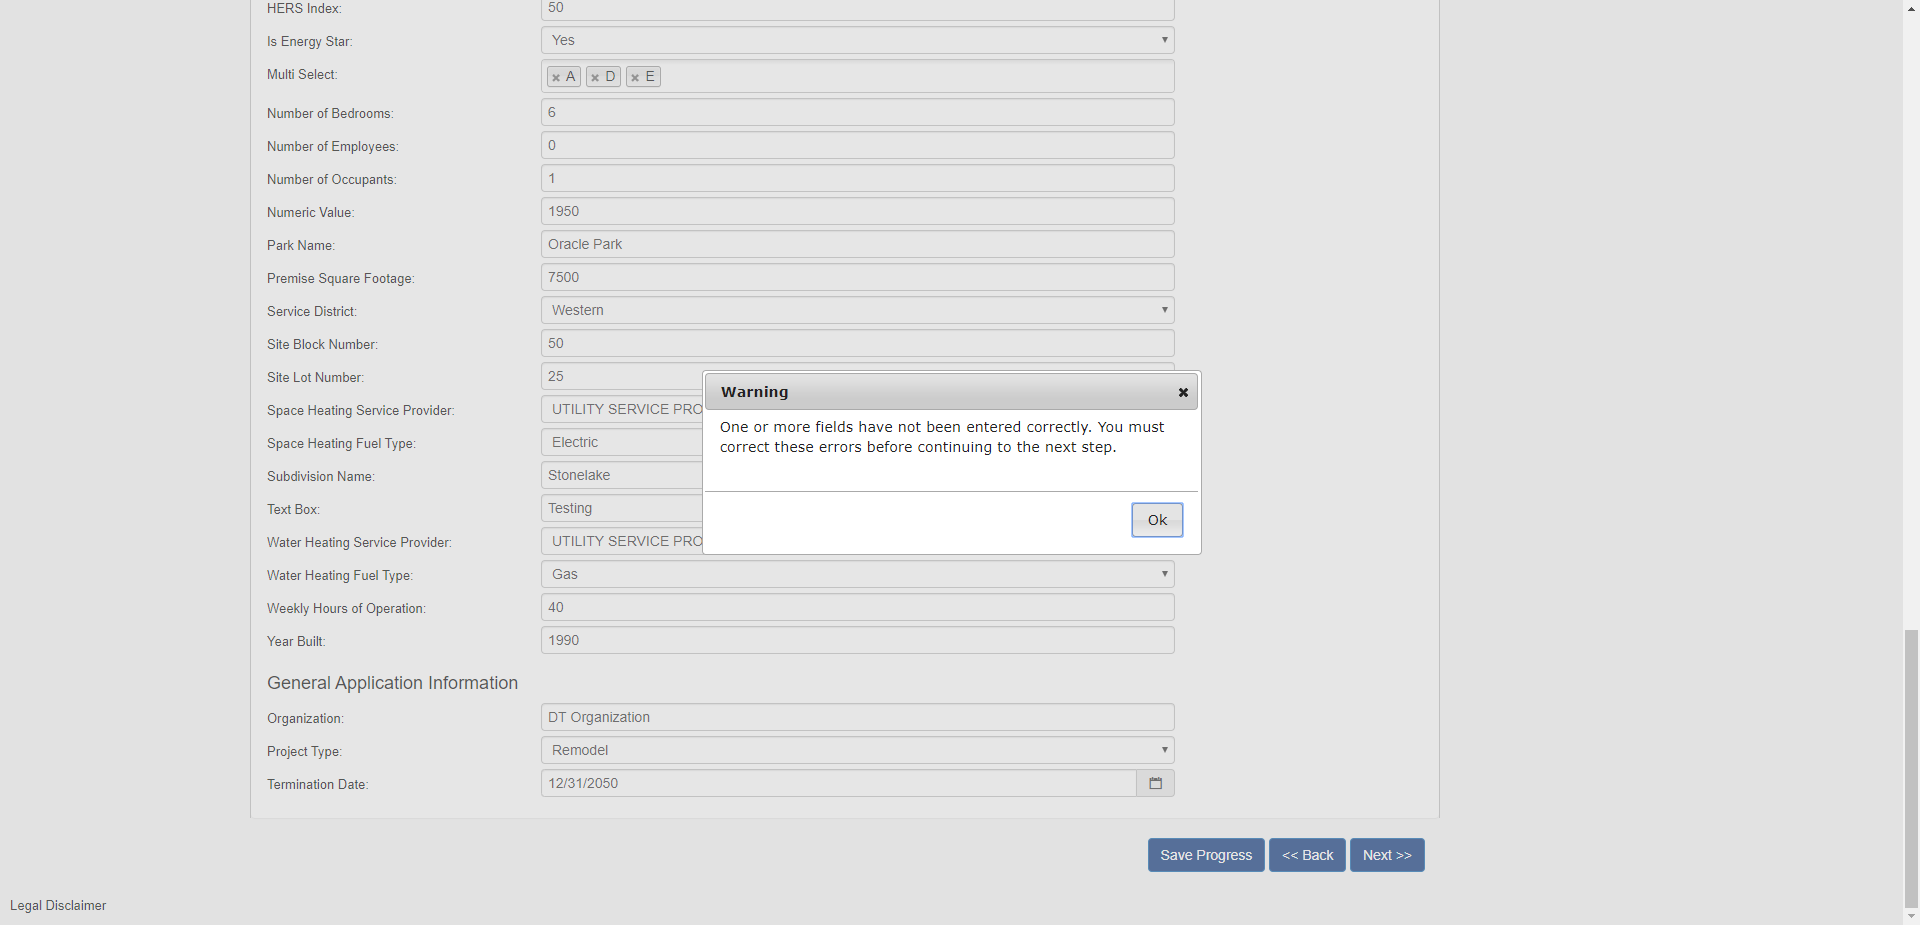 HERS Index: 50
Is Energy Star: Yes
Multi Select: × A × D × E
Number of Bedrooms: 6
Number of Employees: 0
Number of Occupants: 1
Numeric Value: 1950
Park Name: Oracle Park
Premise Square Footage: 7500
Service District: Western
Site Block Number: 50
Site Lot Number: 25
Space Heating Service Provider: UTILITY SERVICE PRO
Space Heating Fuel Type: Electric
Subdivision Name: Stonelake
Text Box: Testing
Water Heating Service Provider: UTILITY SERVICE PRO
Water Heating Fuel Type: Gas
Weekly Hours of Operation: 40
Year Built: 1990
Warning
One or more fields have not been entered correctly. You must
correct these errors before continuing to the next step.
Ok
General Application Information
Organization: DT Organization
Project Type: Remodel
Termination Date: 12/31/2050
Save Progress << Back Next >>
Legal Disclaimer